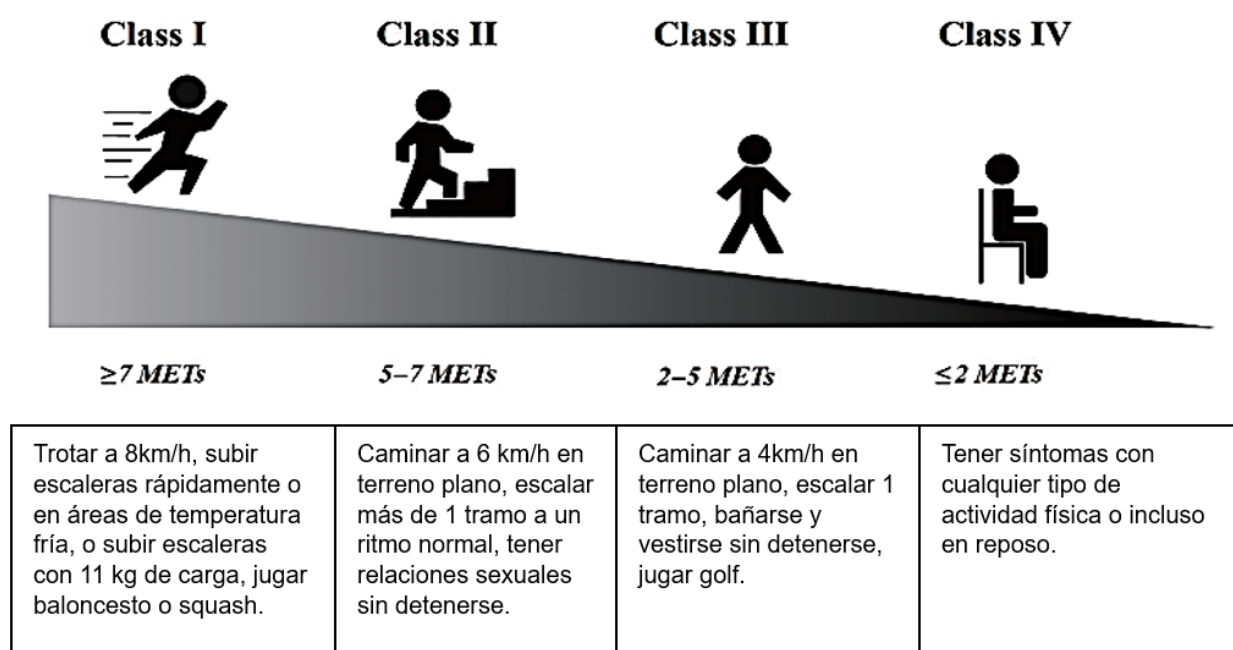 Class I
Class II
Class III
Class IV
≥7 METs
5–7 METs
2–5 METs
≤2 METs
Trotar a 8km/h, subir
escaleras rápidamente o
en áreas de temperatura
fría, o subir escaleras
con 11 kg de carga, jugar
baloncesto o squash.
Caminar a 6 km/h en
terreno plano, escalar
más de 1 tramo a un
ritmo normal, tener
relaciones sexuales
sin detenerse.
Caminar a 4km/h en
terreno plano, escalar 1
tramo, bañarse y
vestirse sin detenerse,
jugar golf.
Tener síntomas con
cualquier tipo de
actividad física o incluso
en reposo.